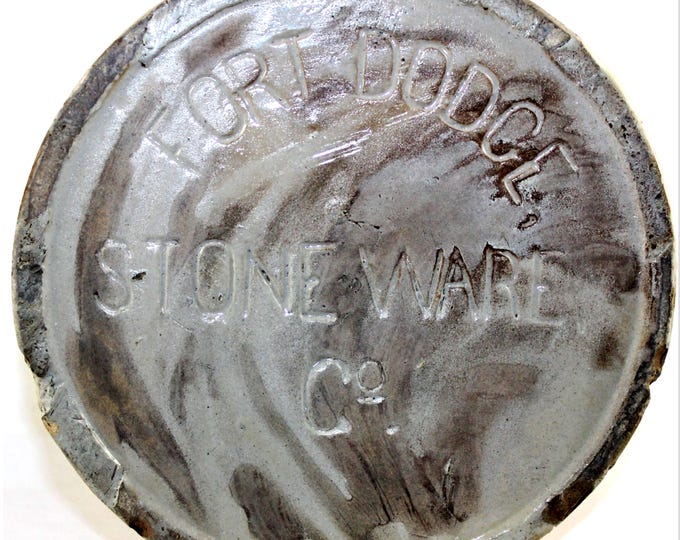 FORT DODGE,
STONE WARE
Co.